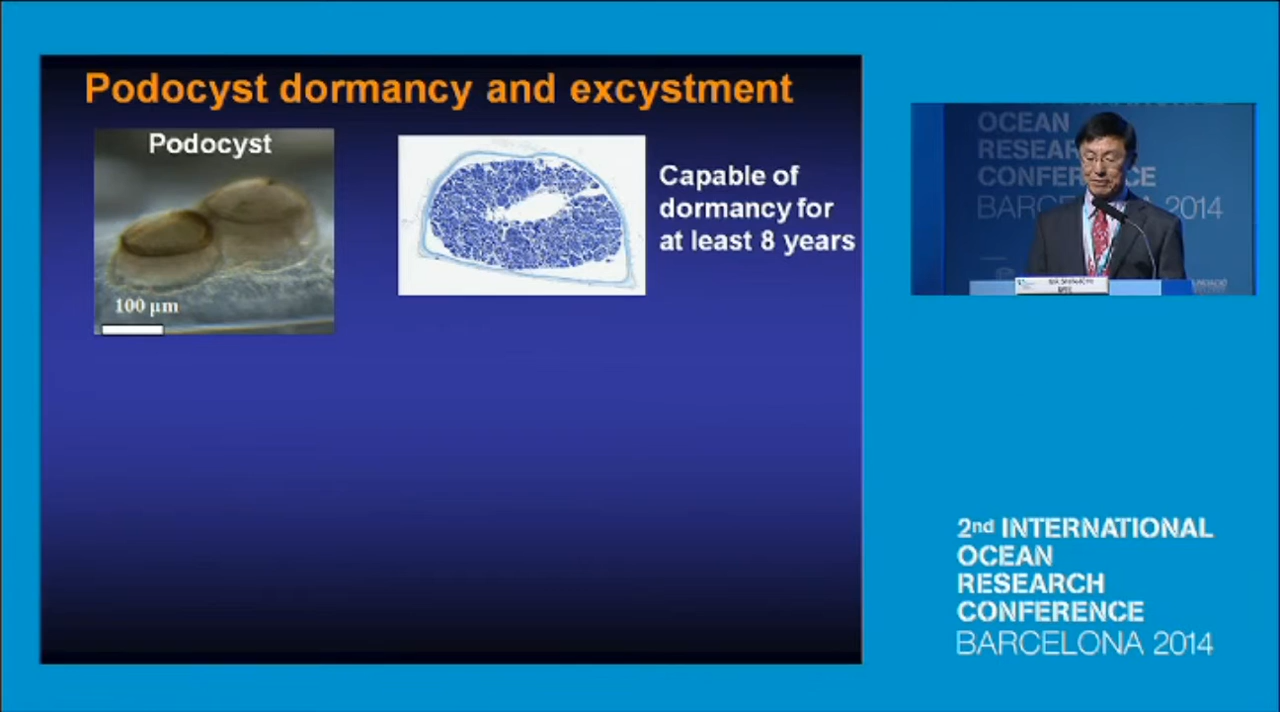 Podocyst dormancy and excystment
Podocyst
100 µm
Capable of
dormancy for
at least 8 years
OCEAN
RESEARCH
CONFERENCE
BARCELONA 2014
2nd INTERNATIONAL
OCEAN
RESEARCH
CONFERENCE
BARCELONA 2014